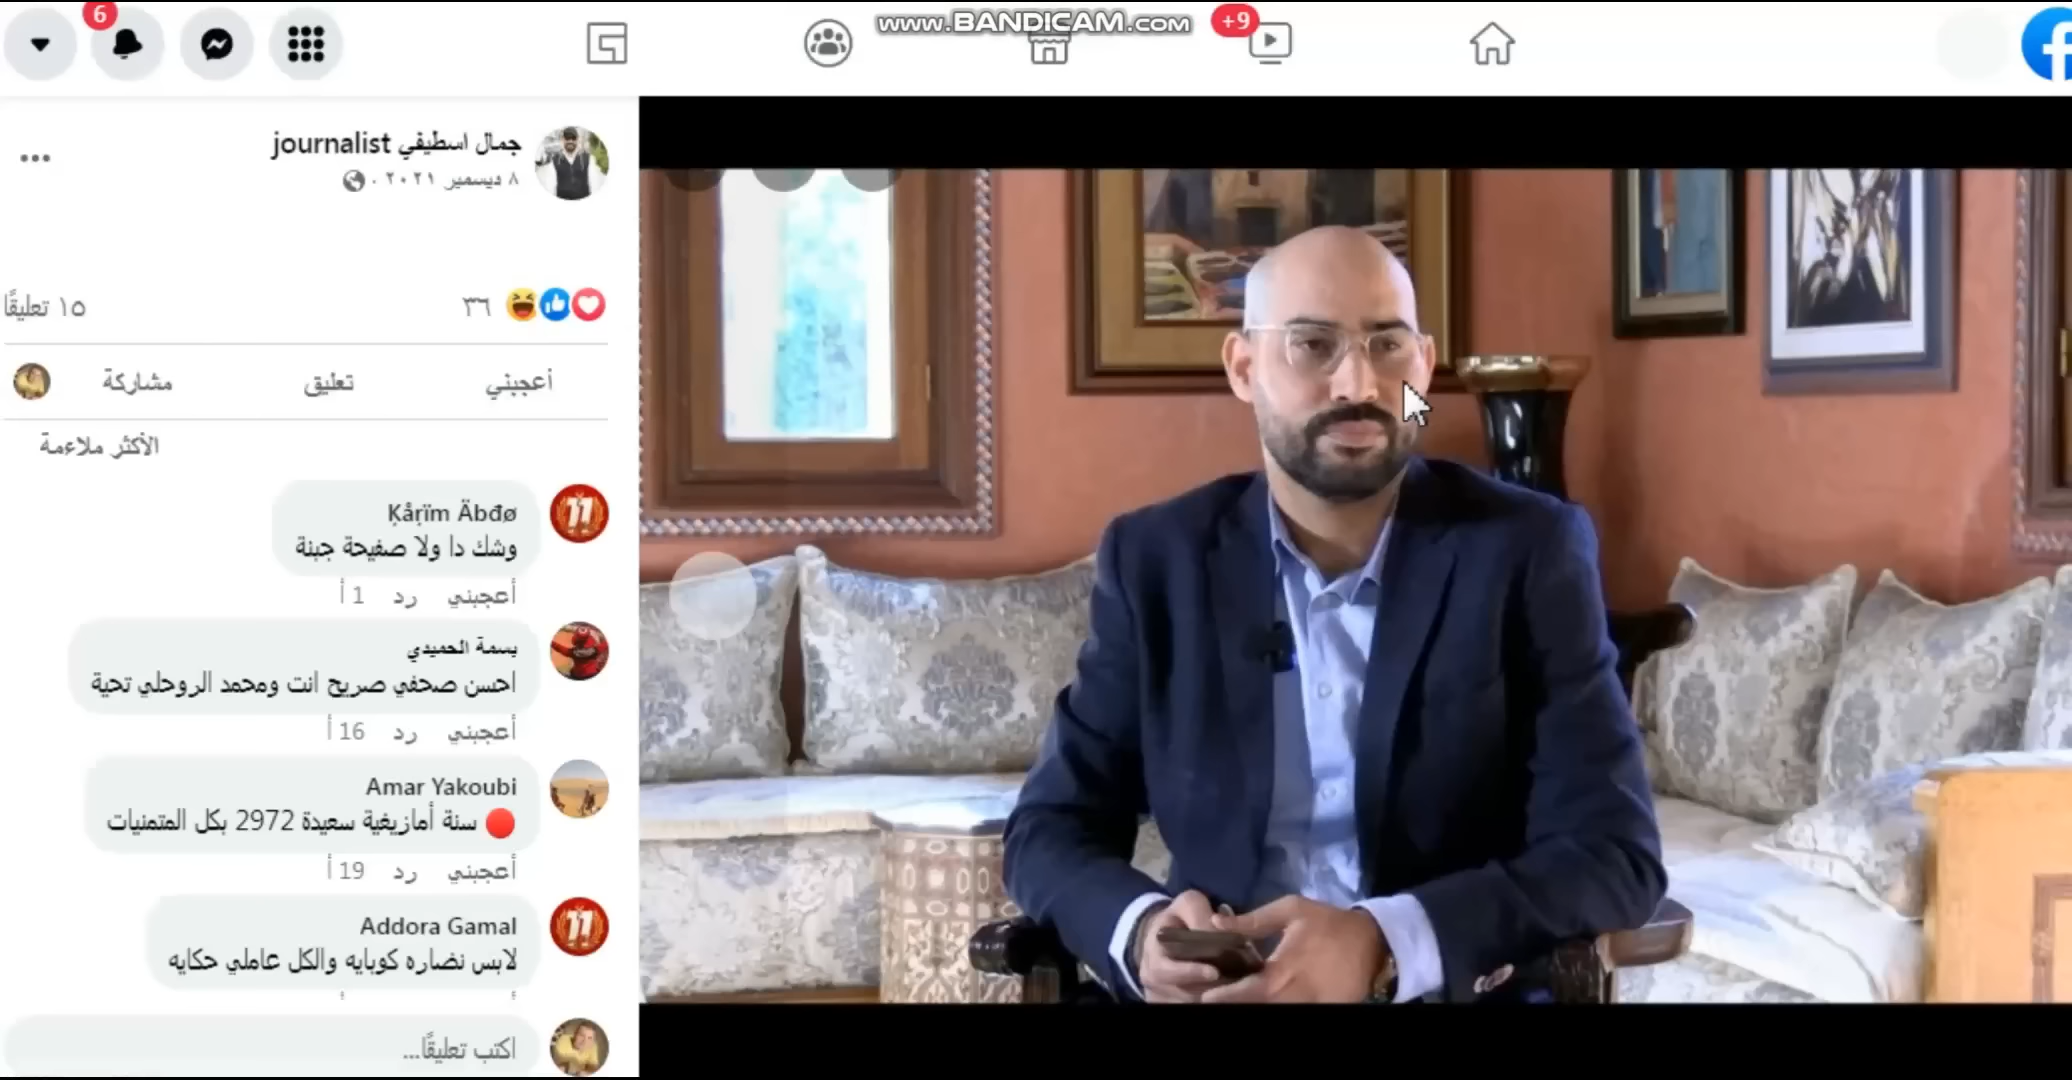 www.BANDICAM.com
6
+9
جمال اسطيفي journalist
٨ ديسمبر ٢٠٢١ ·
٣٦
١٥ تعليقًا
أعجبني
تعليق
مشاركة
الأكثر ملاءمة
Ķåŗïm Äbđø
وشك دا ولا صفيحة جبنة
أعجبني رد 1 أ
بسمة الحميدي
احسن صحفي صريح انت ومحمد الروحلي تحية
أعجبني رد 16 أ
Amar Yakoubi
🔴 سنة أمازيغية سعيدة 2972 بكل المتمنيات
أعجبني رد 19 أ
Addora Gamal
لابس نضاره كوبايه والكل عاملي حكايه
اكتب تعليقًا...